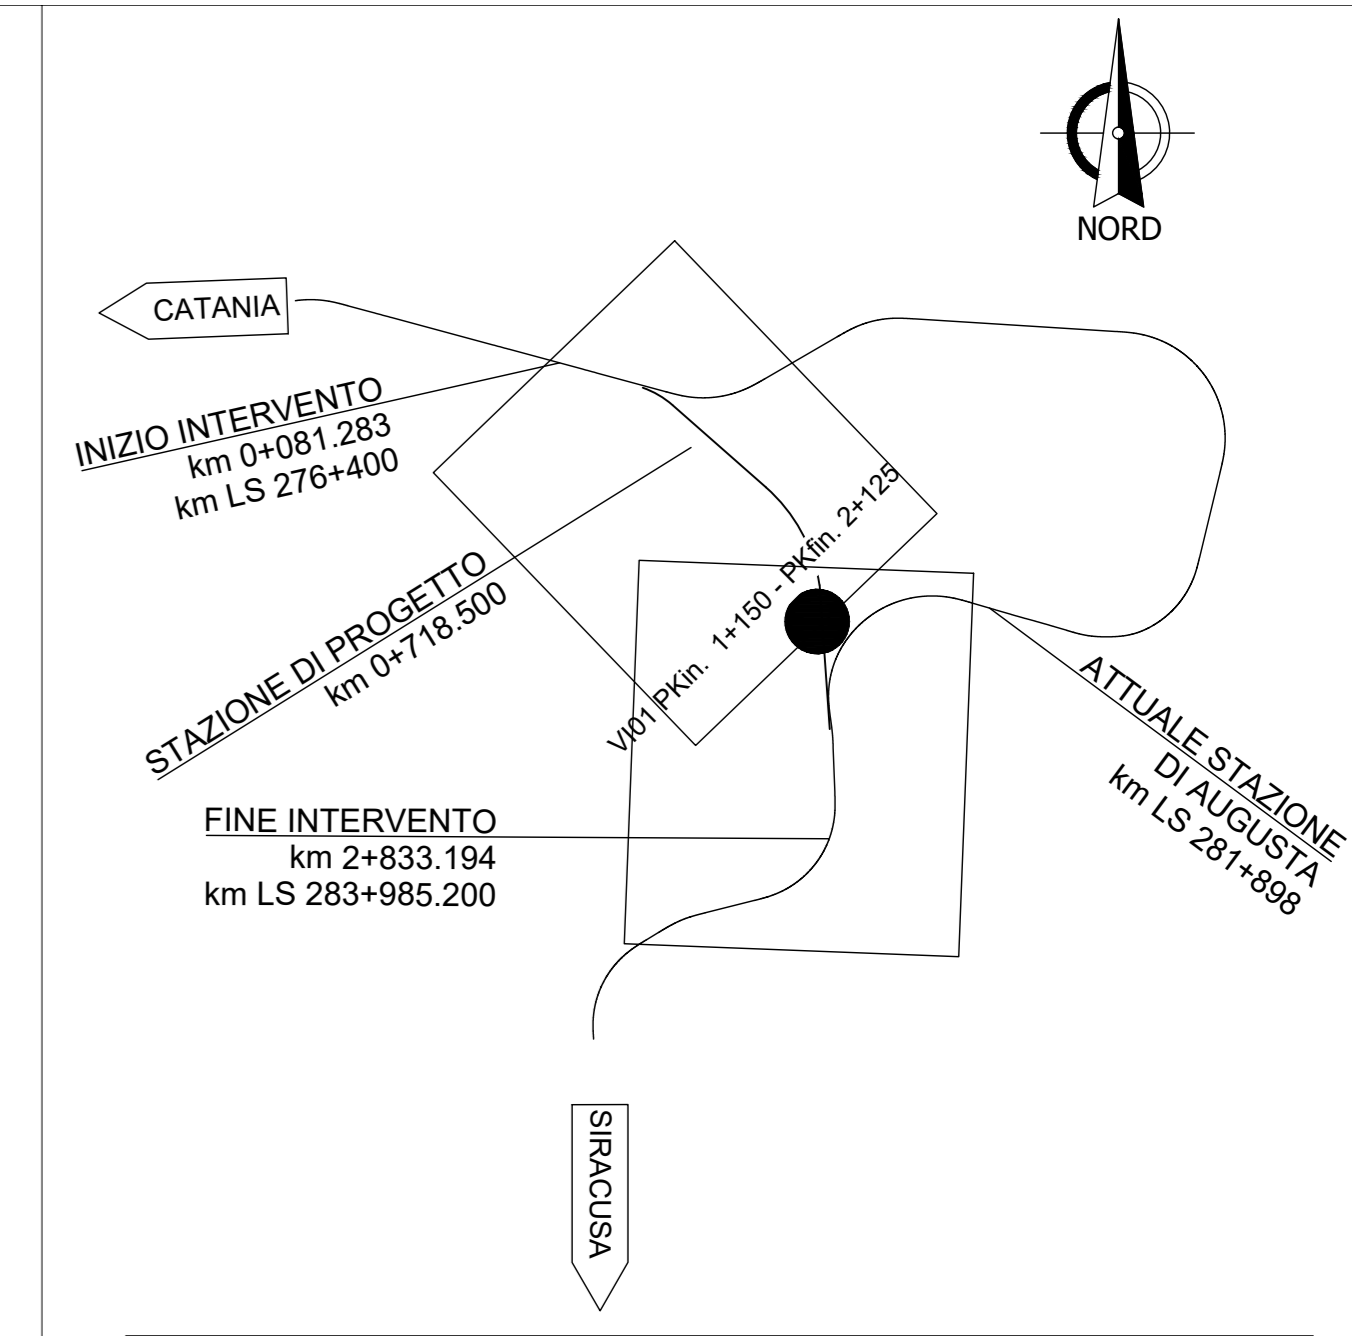 NORD
CATANIA
INIZIO INTERVENTO
km 0+081.283
km LS 276+400
STAZIONE DI PROGETTO
km 0+718.500
VI01 PKin. 1+150 - PKfin. 2+125
ATTUALE STAZIONE
DI AUGUSTA
km LS 281+898
FINE INTERVENTO
km 2+833.194
km LS 283+985.200
SIRACUSA